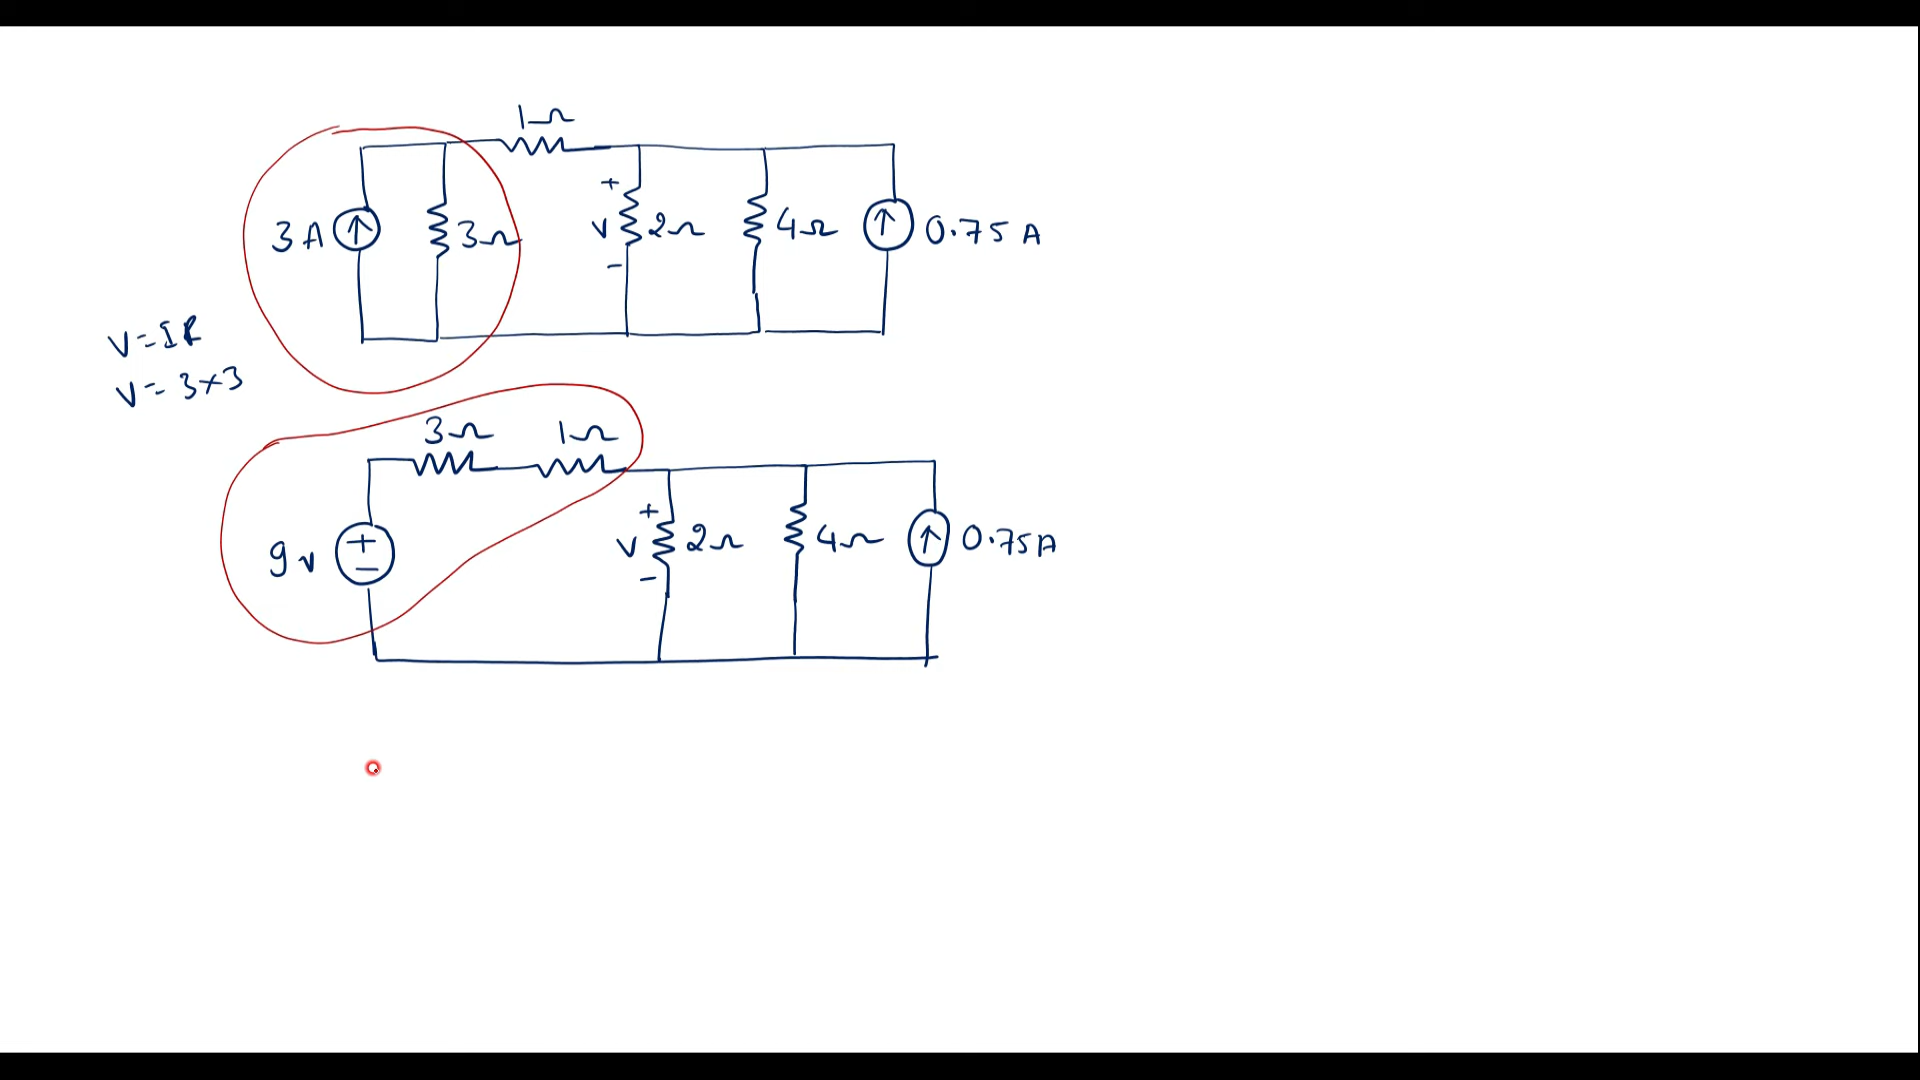 1Ω
3A 3Ω + v - 2Ω 4Ω 0.75 A
V=IR
V= 3×3
3Ω 1Ω
9v + - + v - 2Ω 4Ω 0.75A